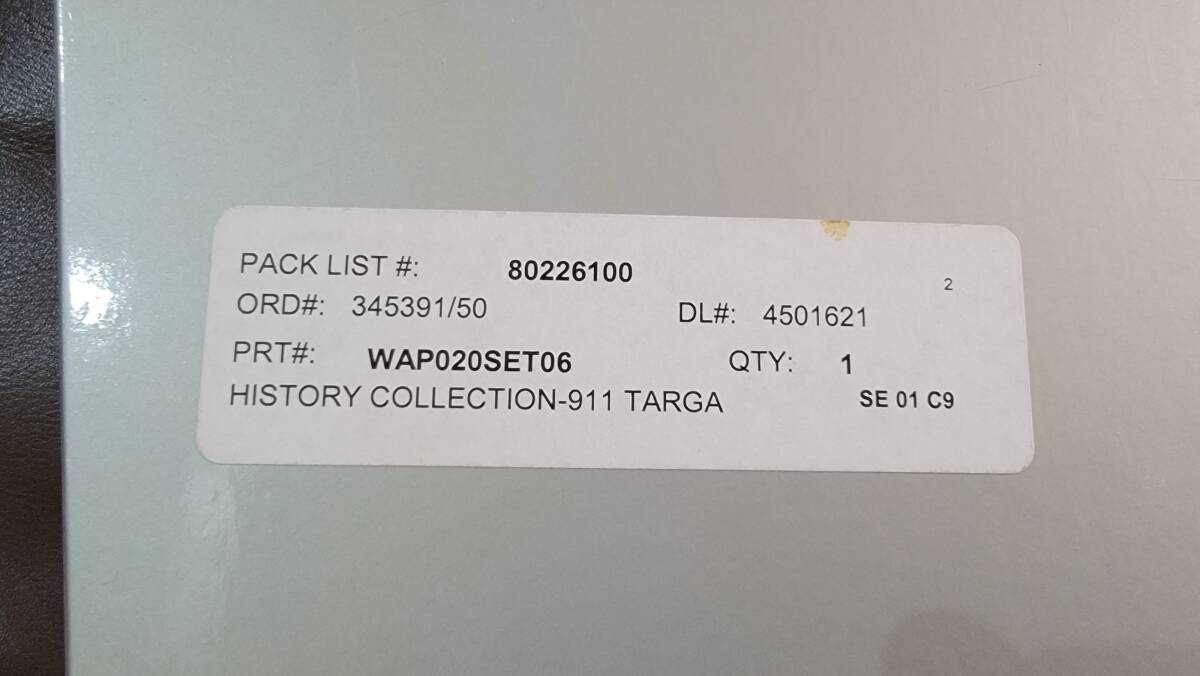 PACK LIST #: 80226100
2
ORD#: 345391/50 DL#: 4501621
PRT#: WAP020SET06 QTY: 1
HISTORY COLLECTION-911 TARGA SE 01 C9